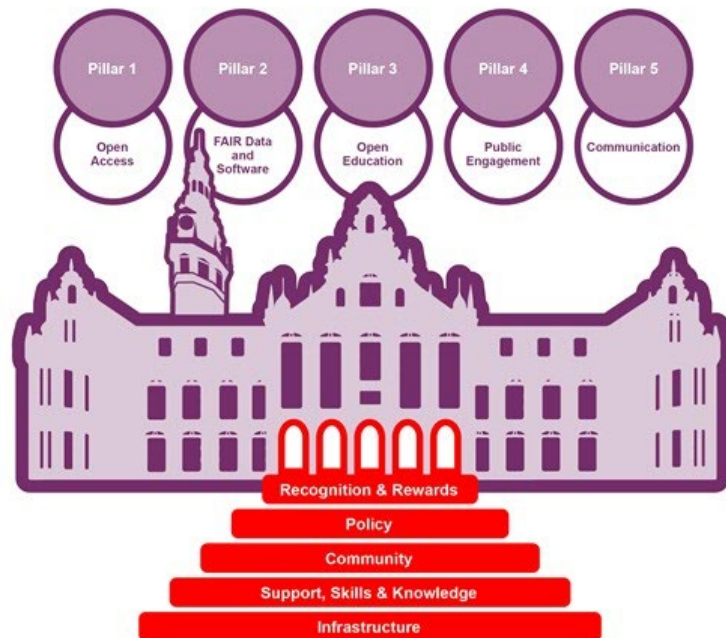 Pillar 1
Pillar 2
Pillar 3
Pillar 4
Pillar 5
Open
Access
FAIR Data
and
Software
Open
Education
Public
Engagement
Communication
Recognition & Rewards
Policy
Community
Support, Skills & Knowledge
Infrastructure